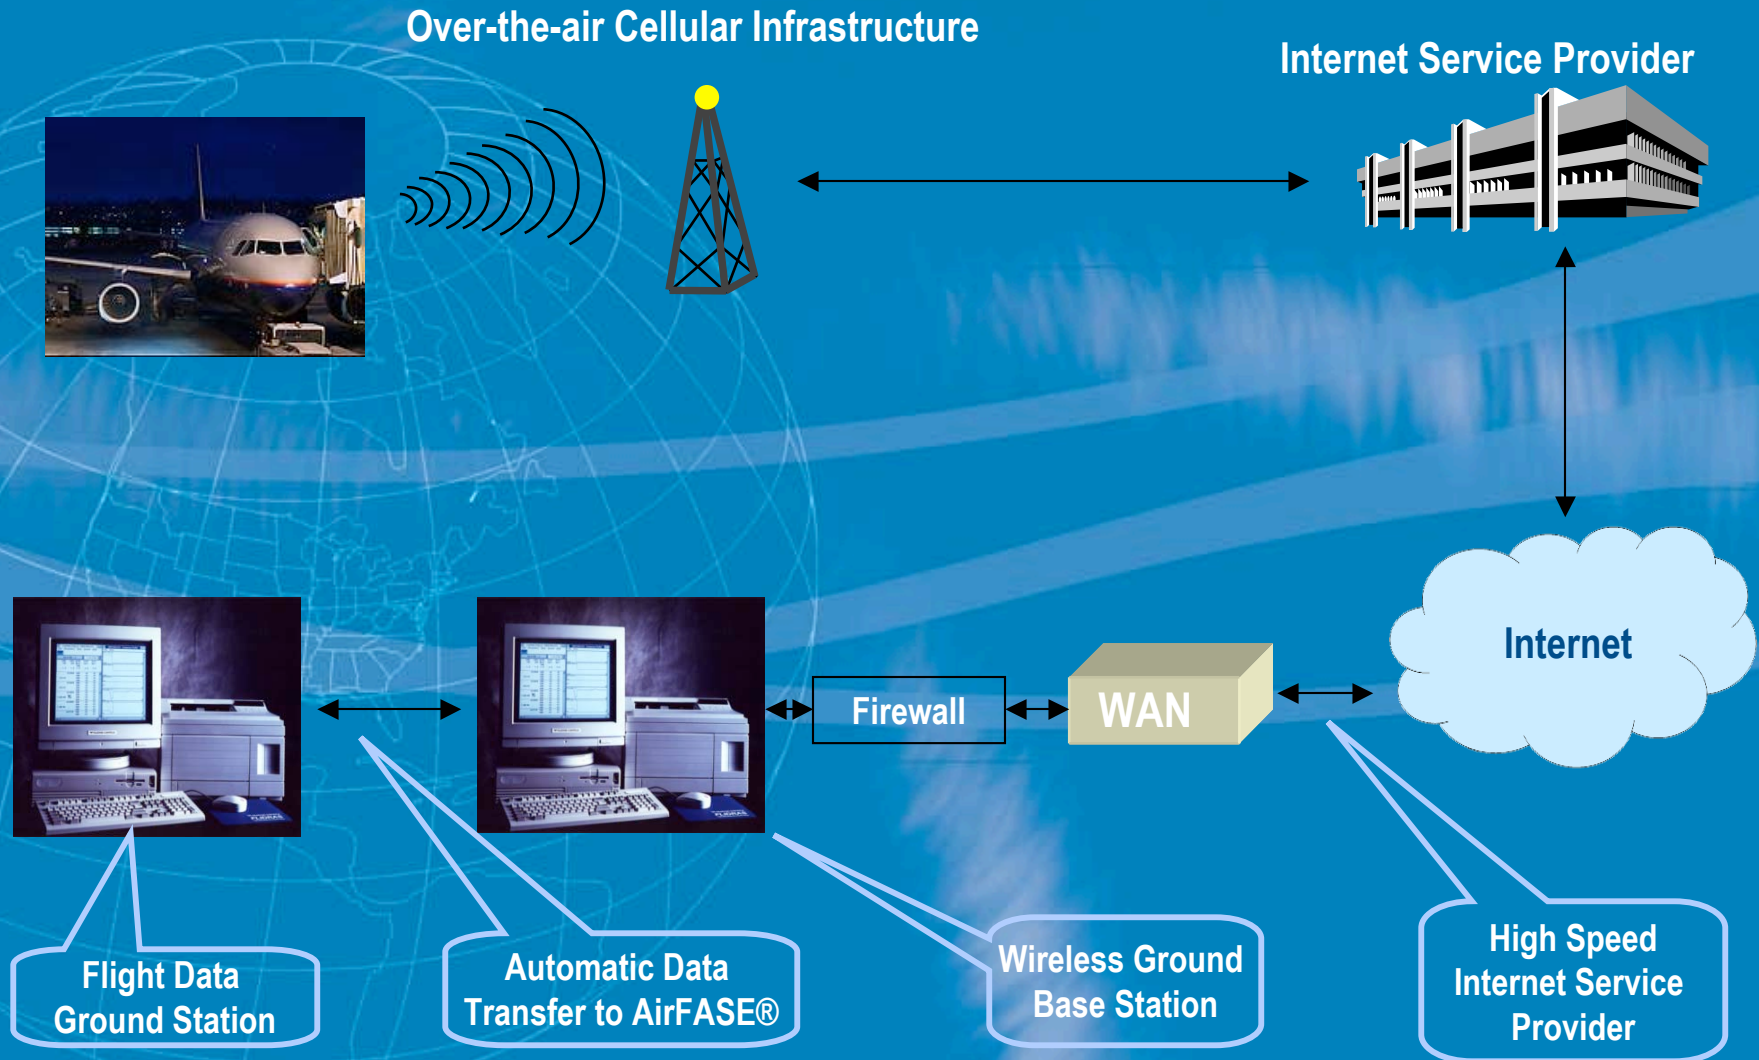 Over-the-air Cellular Infrastructure
Internet Service Provider
Internet
Firewall
WAN
Flight Data
Ground Station
Automatic Data
Transfer to AirFASE®
Wireless Ground
Base Station
High Speed
Internet Service
Provider